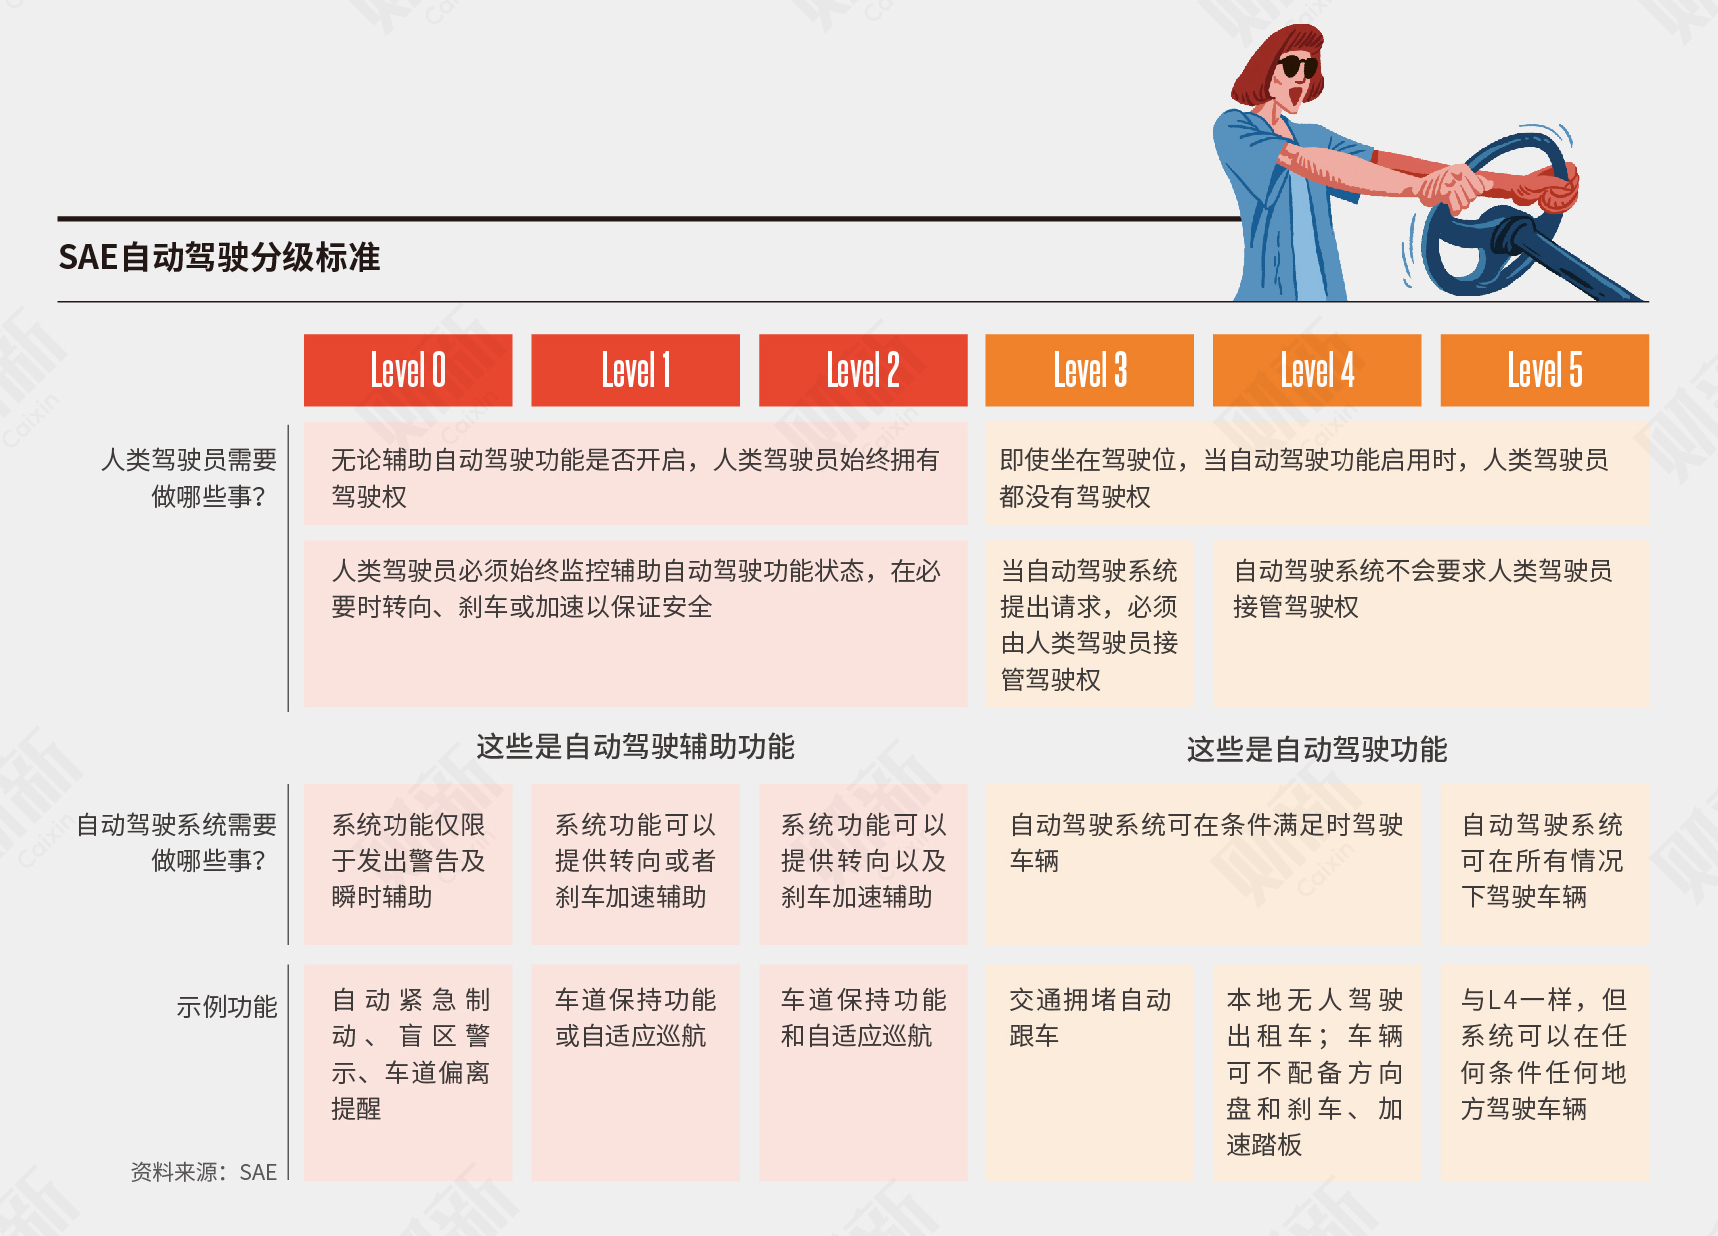 SAE自动驾驶分级标准
Level 0
Level 1
Level 2
Level 3
Level 4
Level 5
人类驾驶员需要
做哪些事?
无论辅助自动驾驶功能是否开启，人类驾驶员始终拥有
驾驶权
即使坐在驾驶位，当自动驾驶功能启用时，人类驾驶员
都没有驾驶权
人类驾驶员必须始终监控辅助自动驾驶功能状态，在必
要时转向、刹车或加速以保证安全
当自动驾驶系统
提出请求，必须
由人类驾驶员接
管驾驶权
自动驾驶系统不会要求人类驾驶员
接管驾驶权
这些是自动驾驶辅助功能
这些是自动驾驶功能
自动驾驶系统需要
做哪些事?
系统功能仅限
于发出警告及
瞬时辅助
系统功能可以
提供转向或者
刹车加速辅助
系统功能可以
提供转向以及
刹车加速辅助
自动驾驶系统可在条件满足时驾驶
车辆
自动驾驶系统
可在所有情况
下驾驶车辆
示例功能
自动紧急制
动、盲区警
示、车道偏离
提醒
车道保持功能
或自适应巡航
车道保持功能
和自适应巡航
交通拥堵自动
跟车
本地无人驾驶
出租车；车辆
可不配备方向
盘和刹车、加
速踏板
与L4一样，但
系统可以在任
何条件任何地
方驾驶车辆
资料来源：SAE
财新
Caixin